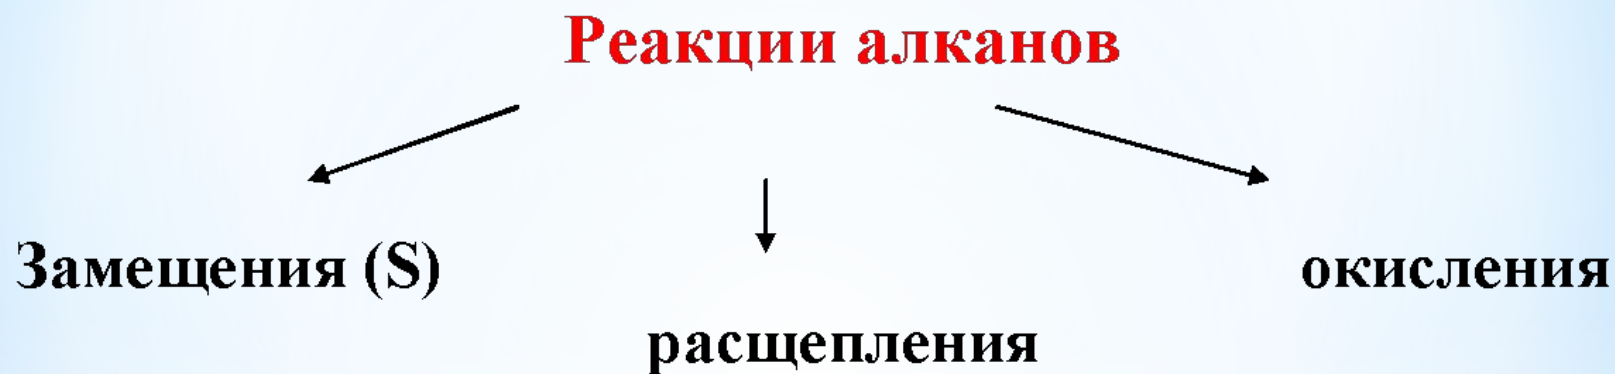 Реакции алканов
Замещения (S)
расщепления
окисления